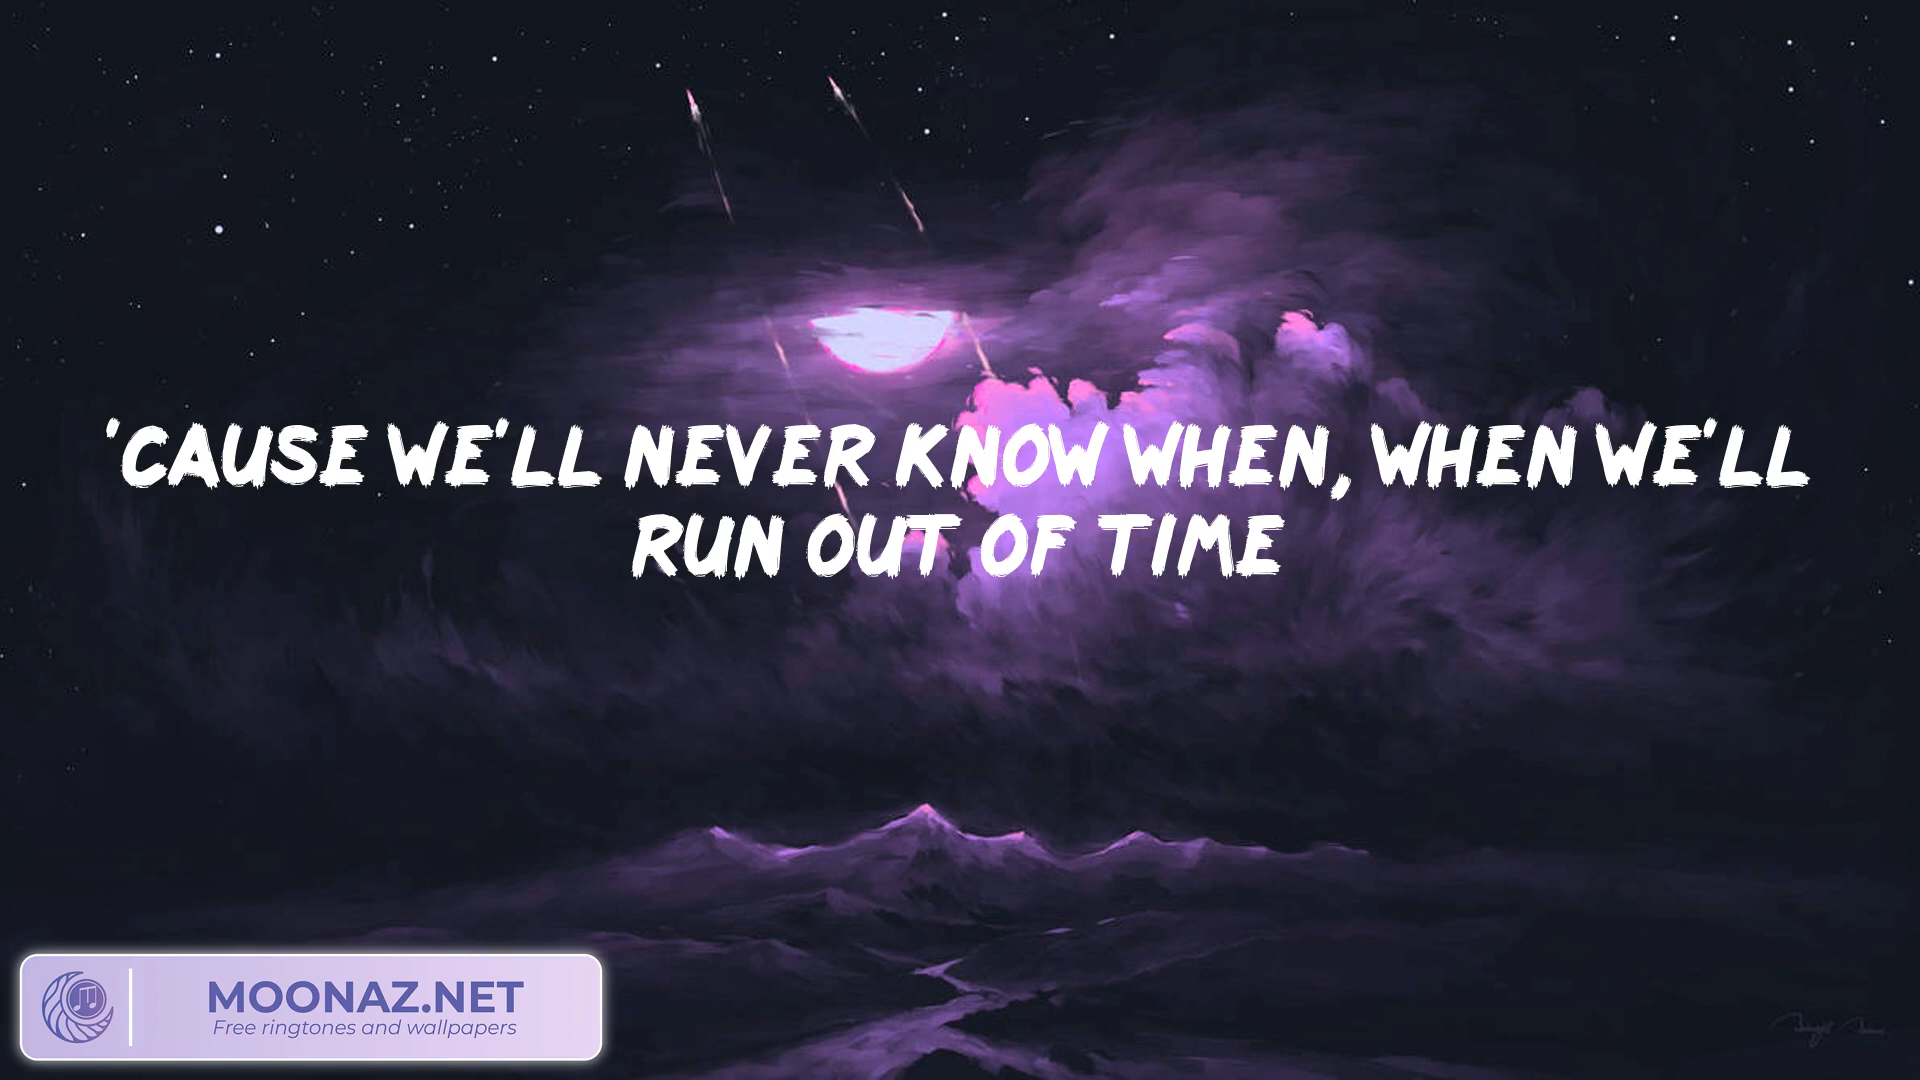 'CAUSE WE'LL NEVER KNOW WHEN, WHEN WE'LL
RUN OUT OF TIME
MOONAZ.NET
Free ringtones and wallpapers